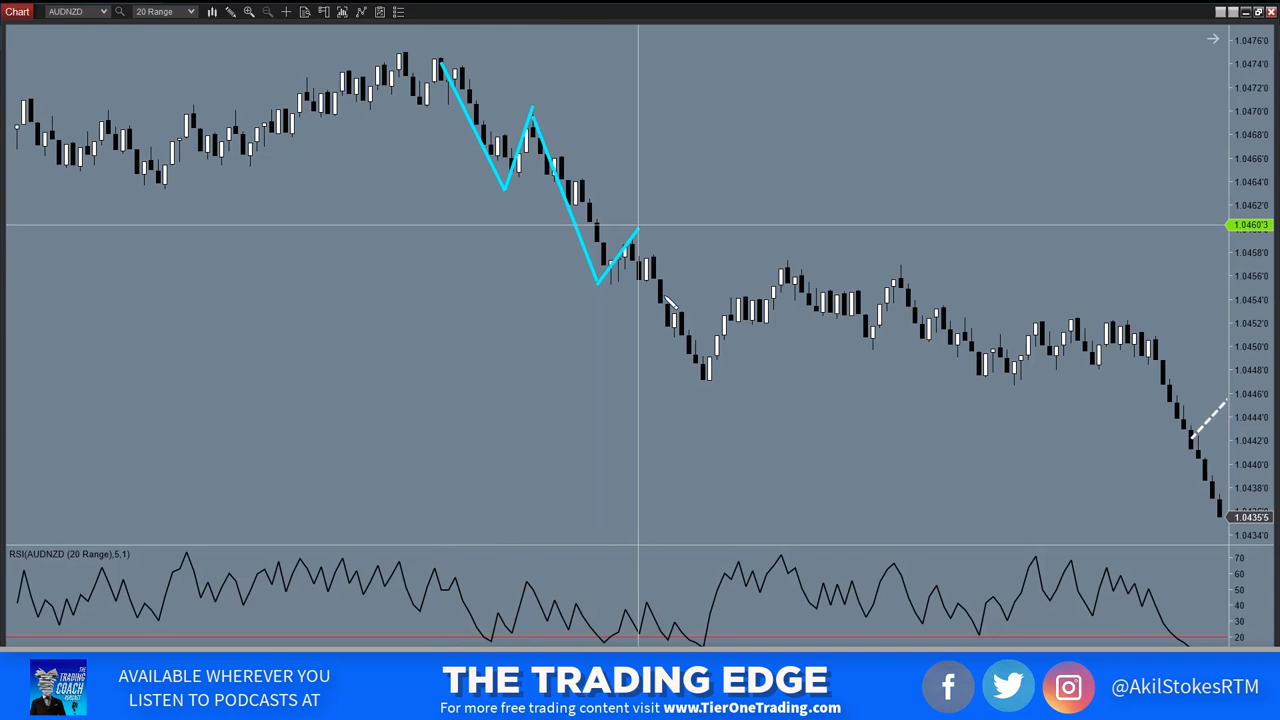 Chart
AUDNZD
20 Range
1.0476'0
1.0474'0
1.0472'0
1.0470'0
1.0468'0
1.0466'0
1.0464'0
1.0462'0
1.0460'3
1.0458'0
1.0456'0
1.0454'0
1.0452'0
1.0450'0
1.0448'0
1.0446'0
1.0444'0
1.0442'0
1.0440'0
1.0438'0
1.0435'5
1.0434'0
RSI(AUDNZD (20 Range),5,1)
70
60
50
40
30
20
THE
TRADING
COACH
PODCAST
AVAILABLE WHEREVER YOU
LISTEN TO PODCASTS AT
THE TRADING EDGE
For more free trading content visit www.TierOneTrading.com
@AkilStokesRTM